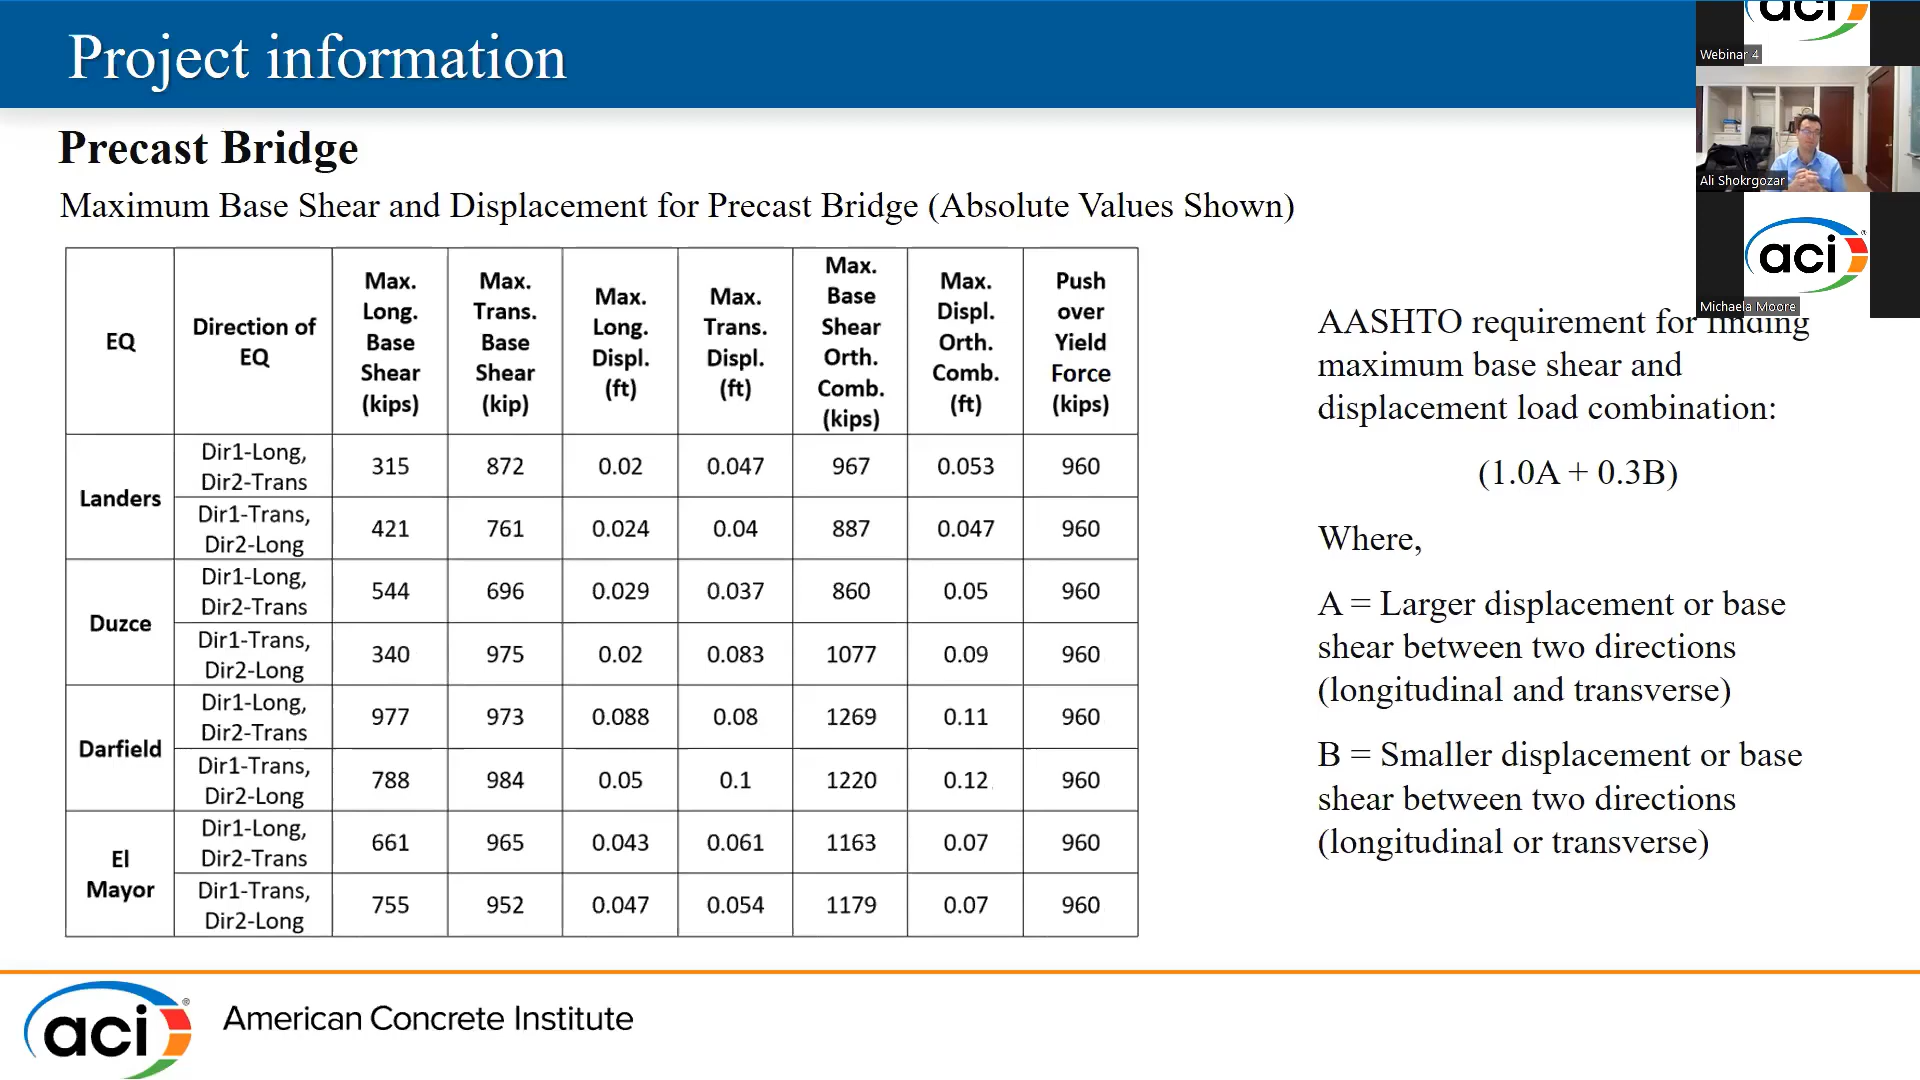 Project information
Precast Bridge
Maximum Base Shear and Displacement for Precast Bridge (Absolute Values Shown)
EQ
Direction of
EQ
Max.
Long.
Base
Shear
(kips)
Max.
Trans.
Base
Shear
(kip)
Max.
Long.
Displ.
(ft)
Max.
Trans.
Displ.
(ft)
Max.
Base
Shear
Orth.
Comb.
(kips)
Max.
Displ.
Orth.
Comb.
(ft)
Push
over
Yield
Force
(kips)
Landers
Dir1-Long,
Dir2-Trans
315 872 0.02 0.047 967 0.053 960
Dir1-Trans,
Dir2-Long
421 761 0.024 0.04 887 0.047 960
Duzce
Dir1-Long,
Dir2-Trans
544 696 0.029 0.037 860 0.05 960
Dir1-Trans,
Dir2-Long
340 975 0.02 0.083 1077 0.09 960
Darfield
Dir1-Long,
Dir2-Trans
977 973 0.088 0.08 1269 0.11 960
Dir1-Trans,
Dir2-Long
788 984 0.05 0.1 1220 0.12 960
El
Mayor
Dir1-Long,
Dir2-Trans
661 965 0.043 0.061 1163 0.07 960
Dir1-Trans,
Dir2-Long
755 952 0.047 0.054 1179 0.07 960
AASHTO requirement for finding
maximum base shear and
displacement load combination:
(1.0A + 0.3B)
Where,
A = Larger displacement or base
shear between two directions
(longitudinal and transverse)
B = Smaller displacement or base
shear between two directions
(longitudinal or transverse)
aci
Webinar 4
Ali Shokrgozar
aci®
Michaela Moore
aci®
American Concrete Institute